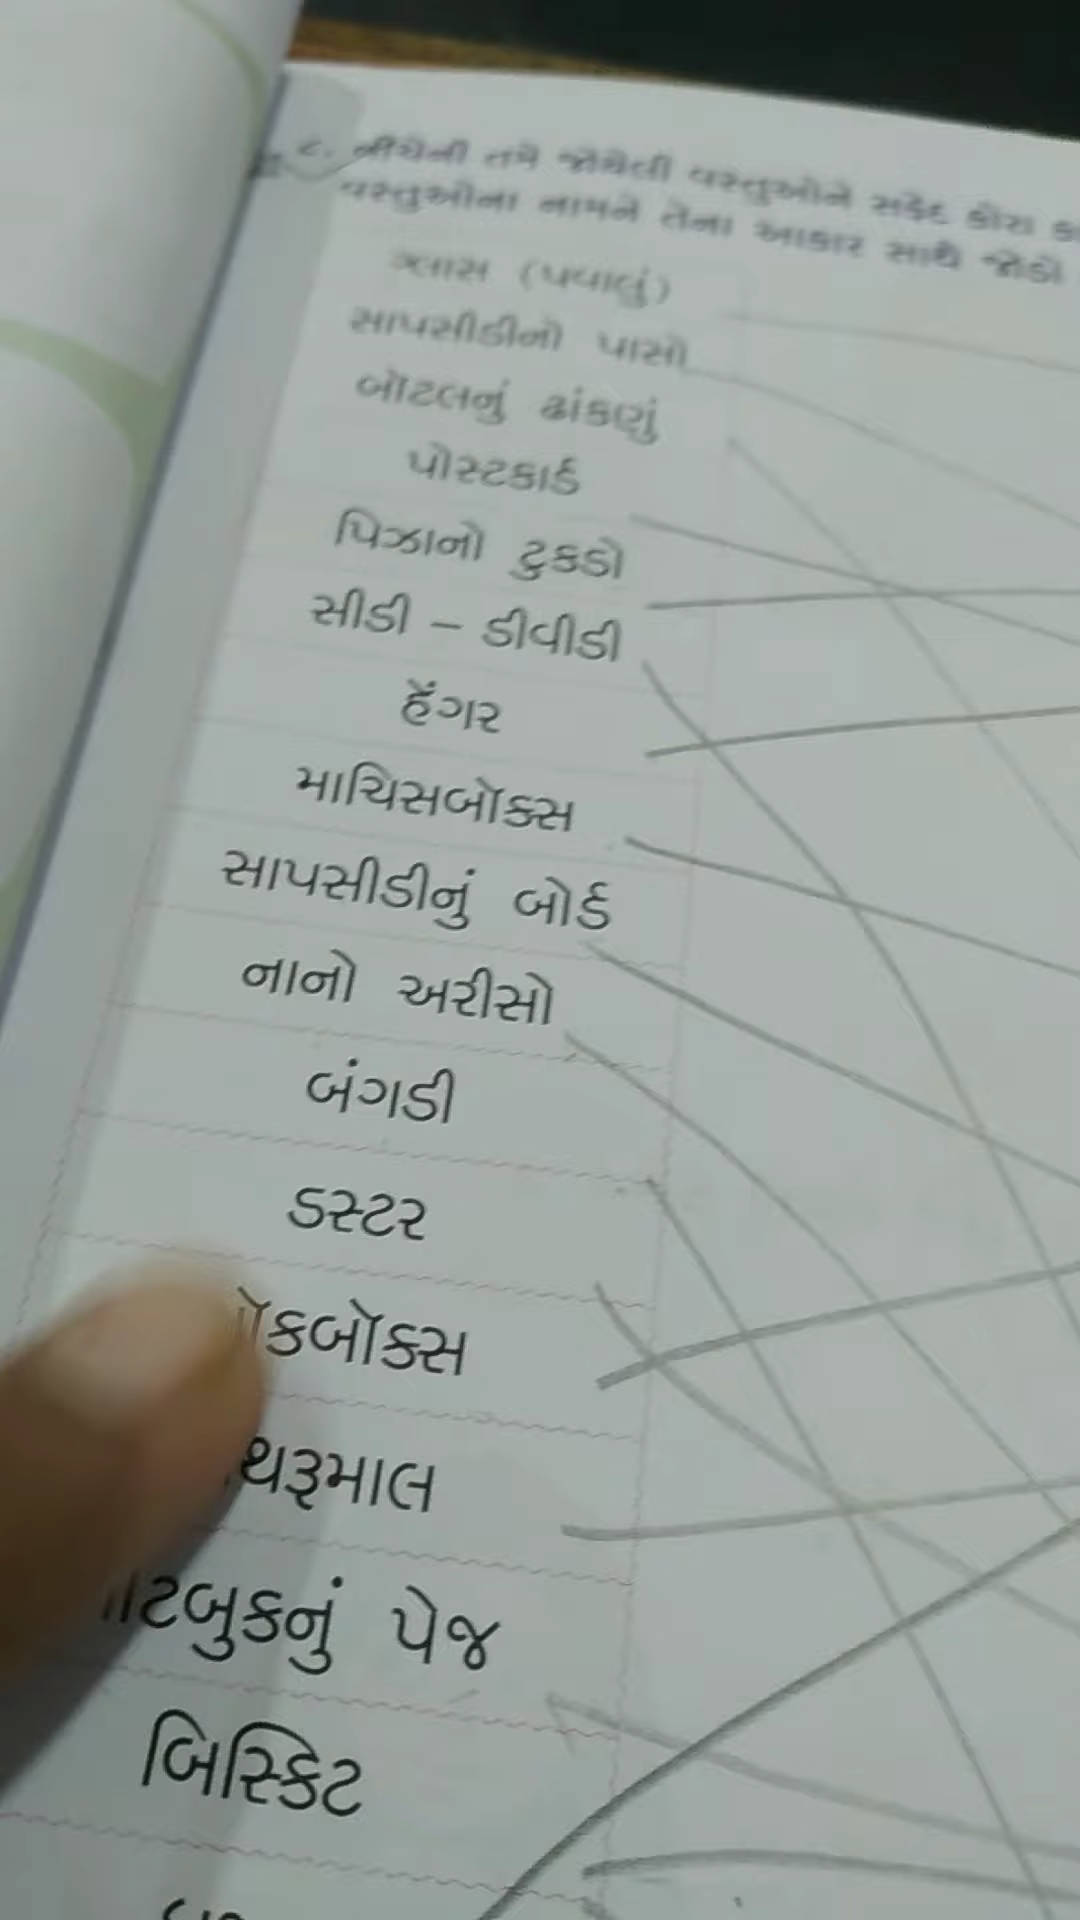 ૮. નીચેની તમે જોયેલી વસ્તુઓને સફેદ કોરા
વસ્તુઓના નામને તેના આકાર સાથે જોડો
ગ્લાસ (પવાલું)
સાપસીડીનો પાસો
બૉટલનું ઢાંકણું
પોસ્ટકાર્ડ
પિઝાનો ટુકડો
સીડી – ડીવીડી
હેંગર
માચિસબૉક્સ
સાપસીડીનું બોર્ડ
નાનો અરીસો
બંગડી
ડસ્ટર
ૉકબૉક્સ
થરૂમાલ
ટબુકનું પેજ
બિસ્કિટ